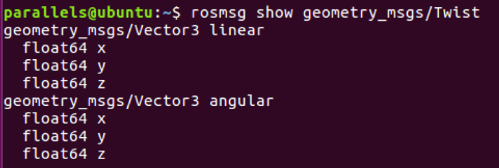 parallels@ubuntu:~$ rosmsg show geometry_msgs/Twist
geometry_msgs/Vector3 linear
  float64 x
  float64 y
  float64 z
geometry_msgs/Vector3 angular
  float64 x
  float64 y
  float64 z